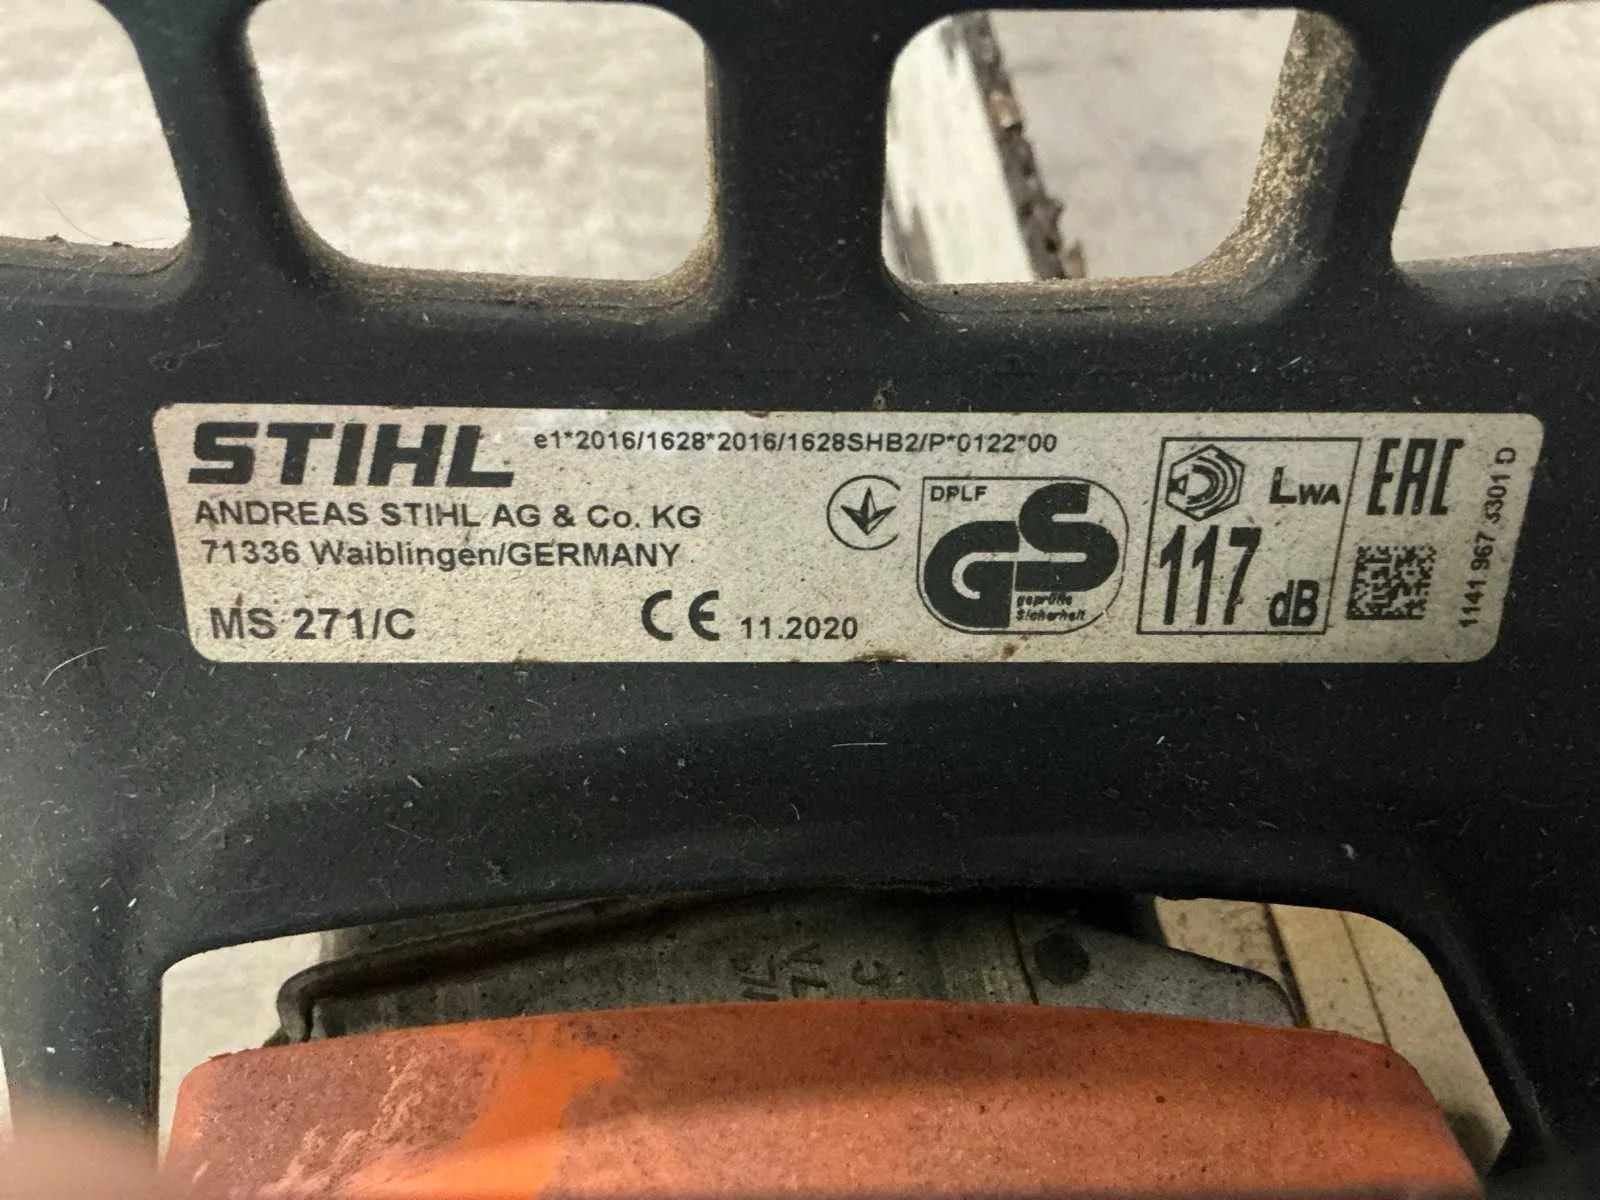 STIHL
e1*2016/1628*2016/1628SHB2/P*0122*00
ANDREAS STIHL AG & Co. KG
71336 Waiblingen/GERMANY
MS 271/C
CE 11.2020
DPLF
GS
geprüfte
Sicherheit
LWA
117 dB
EAC
1141 967 3301 D